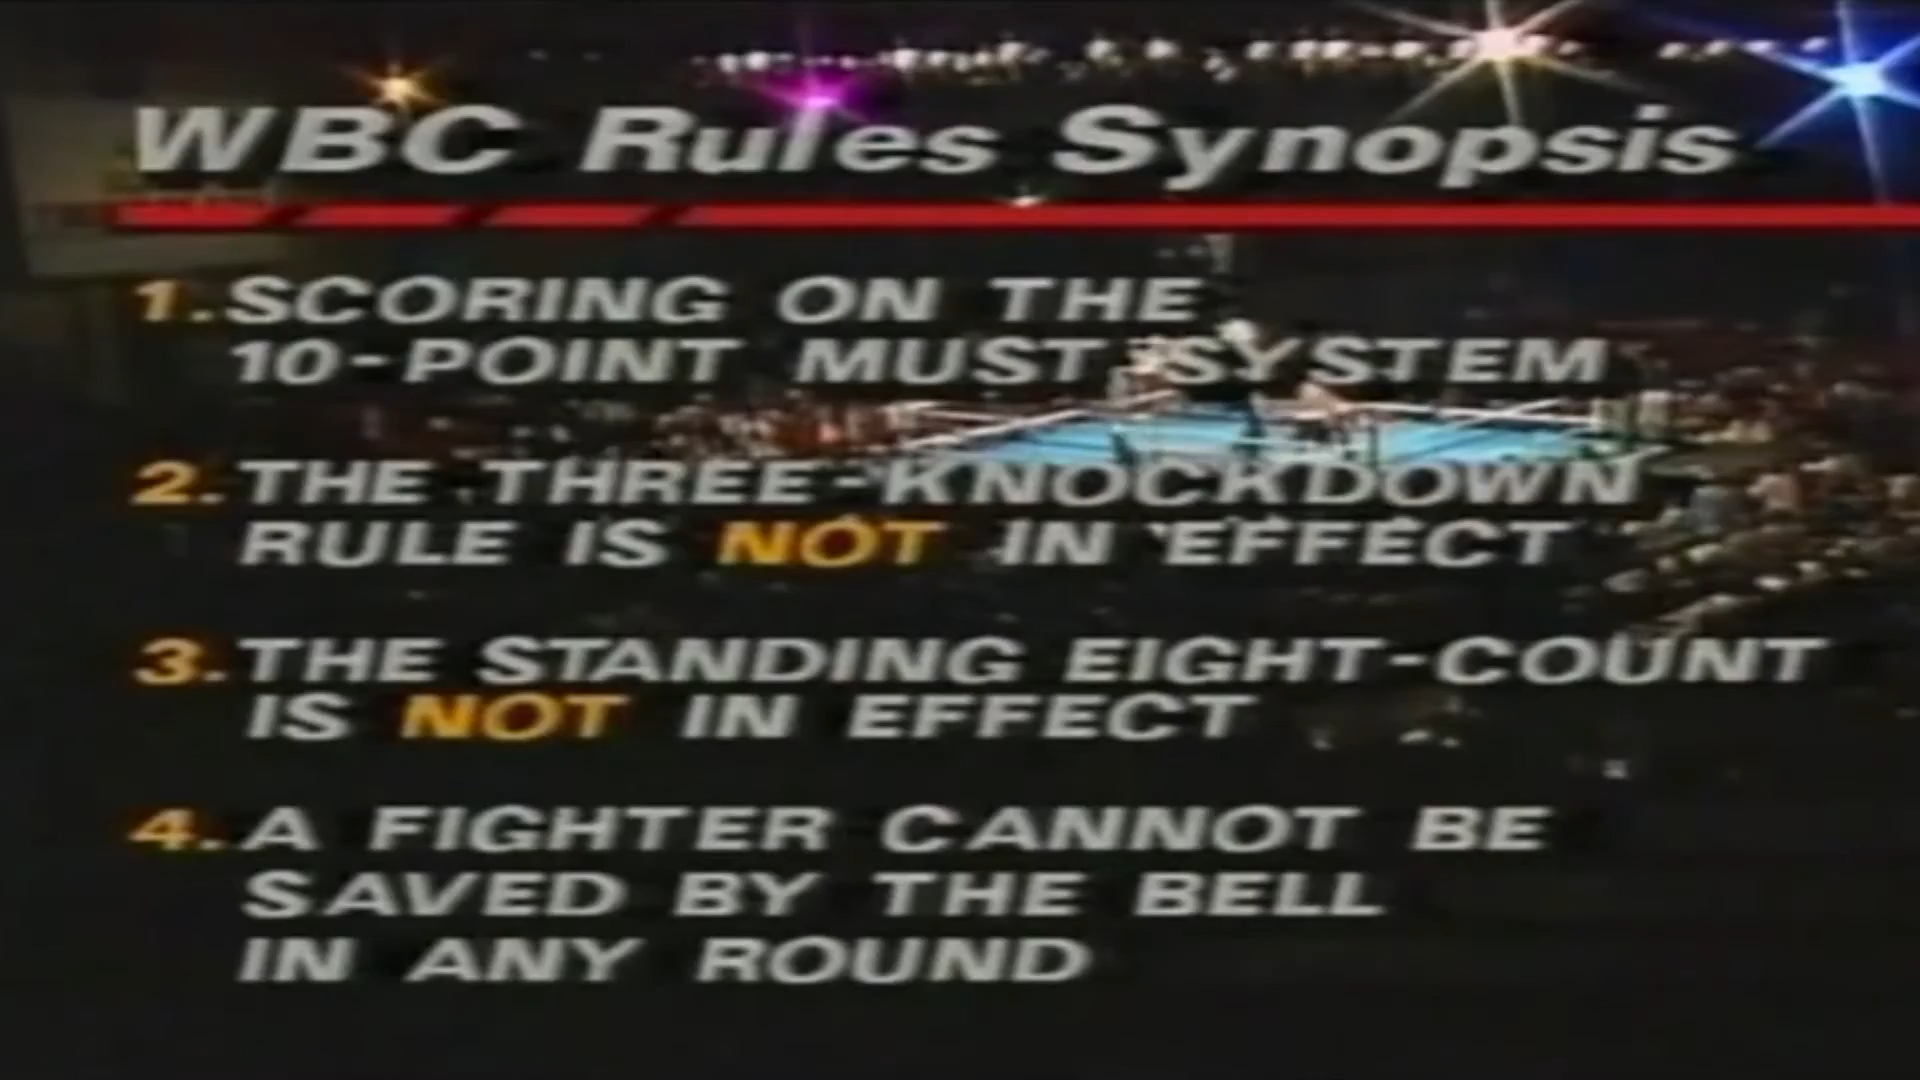 WBC Rules Synopsis
1. SCORING ON THE
10-POINT MUST SYSTEM
2. THE THREE-KNOCKDOWN
RULE IS NOT IN EFFECT
3. THE STANDING EIGHT-COUNT
IS NOT IN EFFECT
4. A FIGHTER CANNOT BE
SAVED BY THE BELL
IN ANY ROUND